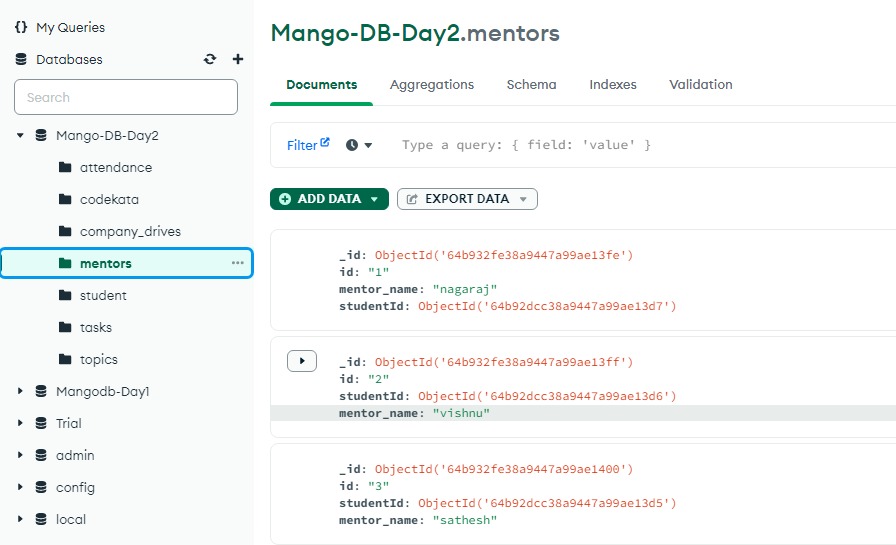 My Queries
Databases
Search
Mango-DB-Day2
attendance
codekata
company_drives
mentors
student
tasks
topics
Mangodb-Day1
Trial
admin
config
local
Mango-DB-Day2.mentors
Documents Aggregations Schema Indexes Validation
Filter Type a query: { field: 'value' }
ADD DATA EXPORT DATA
_id: ObjectId('64b932fe38a9447a99ae13fe')
id: "1"
mentor_name: "nagaraj"
studentId: ObjectId('64b92dcc38a9447a99ae13d7')
_id: ObjectId('64b932fe38a9447a99ae13ff')
id: "2"
studentId: ObjectId('64b92dcc38a9447a99ae13d6')
mentor_name: "vishnu"
_id: ObjectId('64b932fe38a9447a99ae1400')
id: "3"
studentId: ObjectId('64b92dcc38a9447a99ae13d5')
mentor_name: "sathesh"